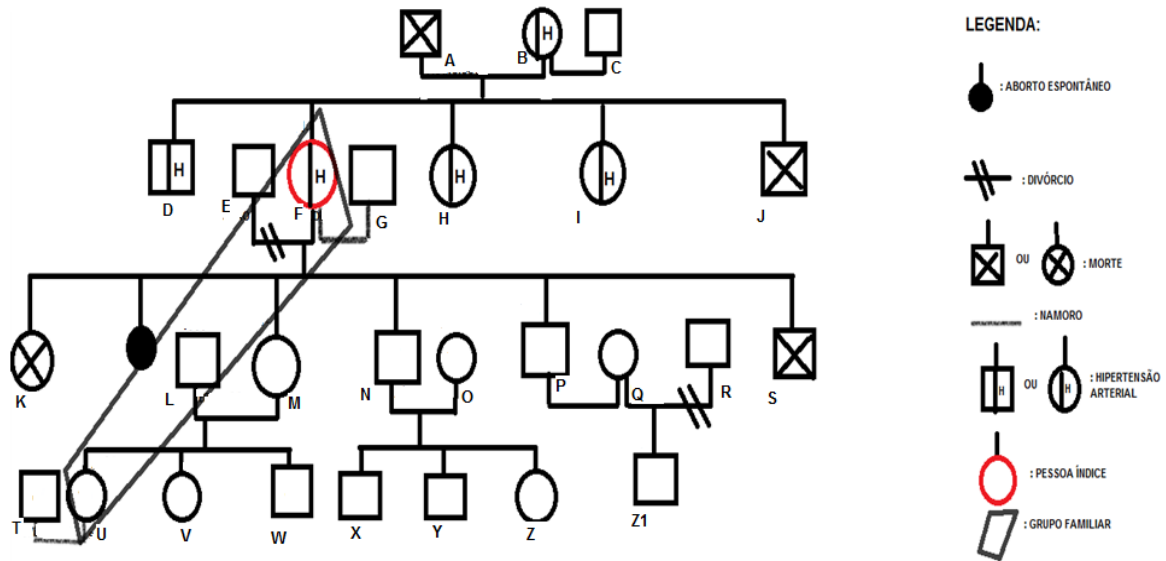 LEGENDA:
H
A
B
C
: ABORTO ESPONTÂNEO
H
H
H
H
D
E
F
G
H
I
J
: DIVÓRCIO
OU
: MORTE
: NAMORO
K
L
M
N
O
P
Q
R
S
H
OU
H
: HIPERTENSÃO
ARTERIAL
: PESSOA ÍNDICE
T
U
V
W
X
Y
Z
Z1
: GRUPO FAMILIAR